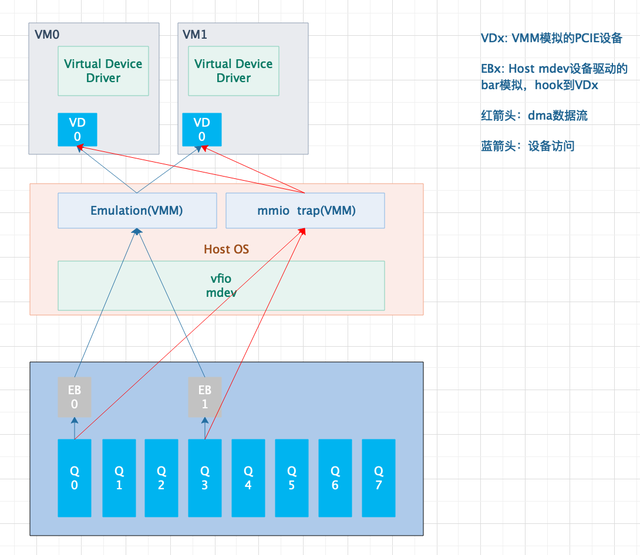 VM0
VM1
Virtual Device
Driver
Virtual Device
Driver
VD
0
VD
0
VDx: VMM模拟的PCIE设备
EBx: Host mdev设备驱动的
bar模拟，hook到VDx
红箭头：dma数据流
蓝箭头：设备访问
Emulation(VMM)
mmio trap(VMM)
Host OS
vfio
mdev
EB
0
EB
1
Q
0
Q
1
Q
2
Q
3
Q
4
Q
5
Q
6
Q
7